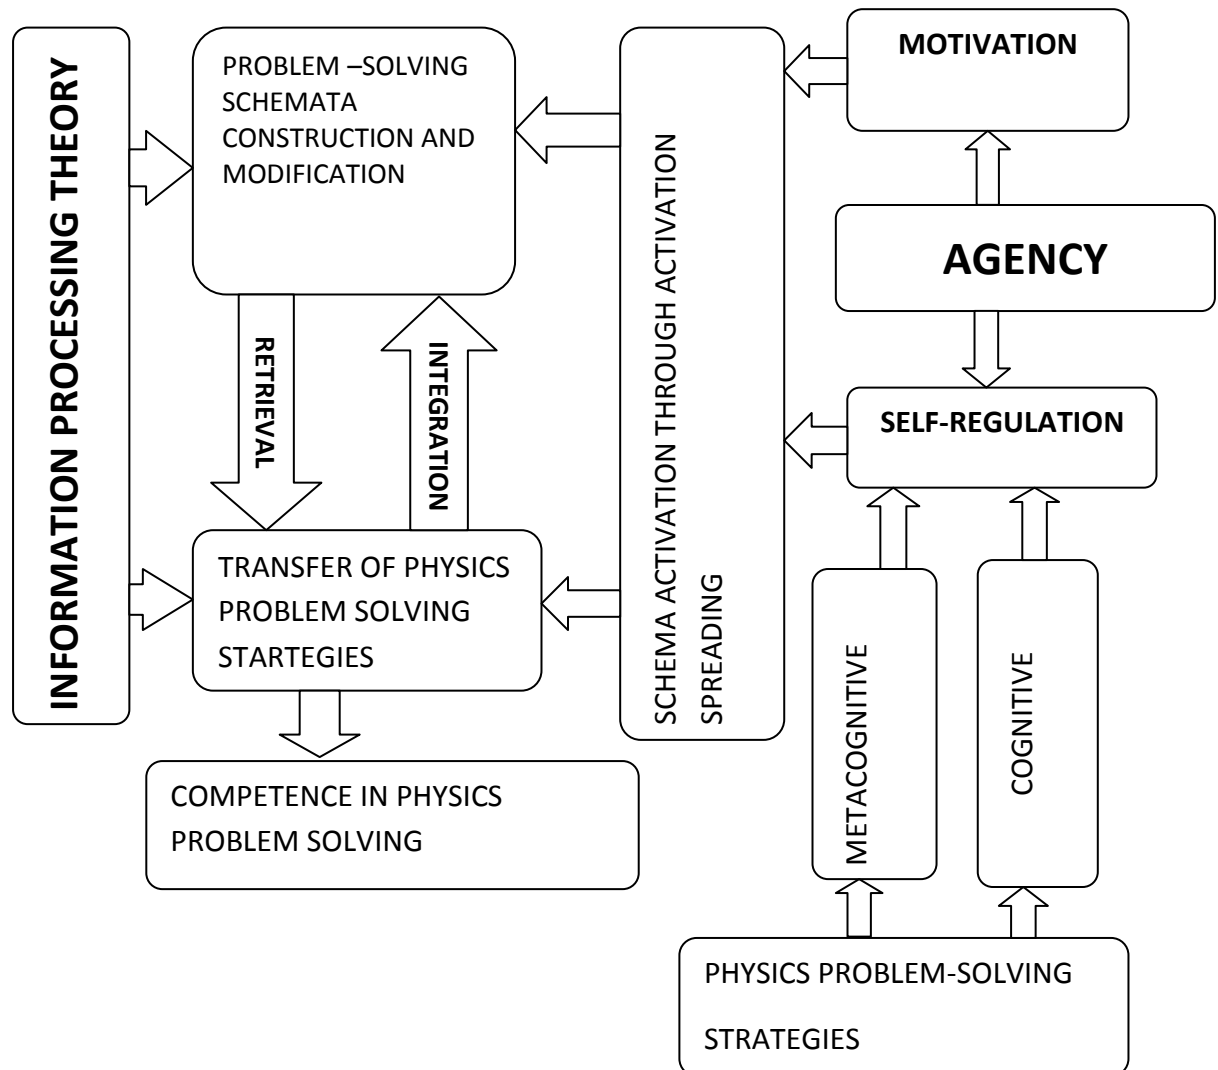 INFORMATION PROCESSING THEORY
PROBLEM –SOLVING
SCHEMATA
CONSTRUCTION AND
MODIFICATION
RETRIEVAL
INTEGRATION
TRANSFER OF PHYSICS
PROBLEM SOLVING
STARTEGIES
COMPETENCE IN PHYSICS
PROBLEM SOLVING
SCHEMA ACTIVATION THROUGH ACTIVATION
SPREADING
MOTIVATION
AGENCY
SELF-REGULATION
METACOGNITIVE
COGNITIVE
PHYSICS PROBLEM-SOLVING
STRATEGIES